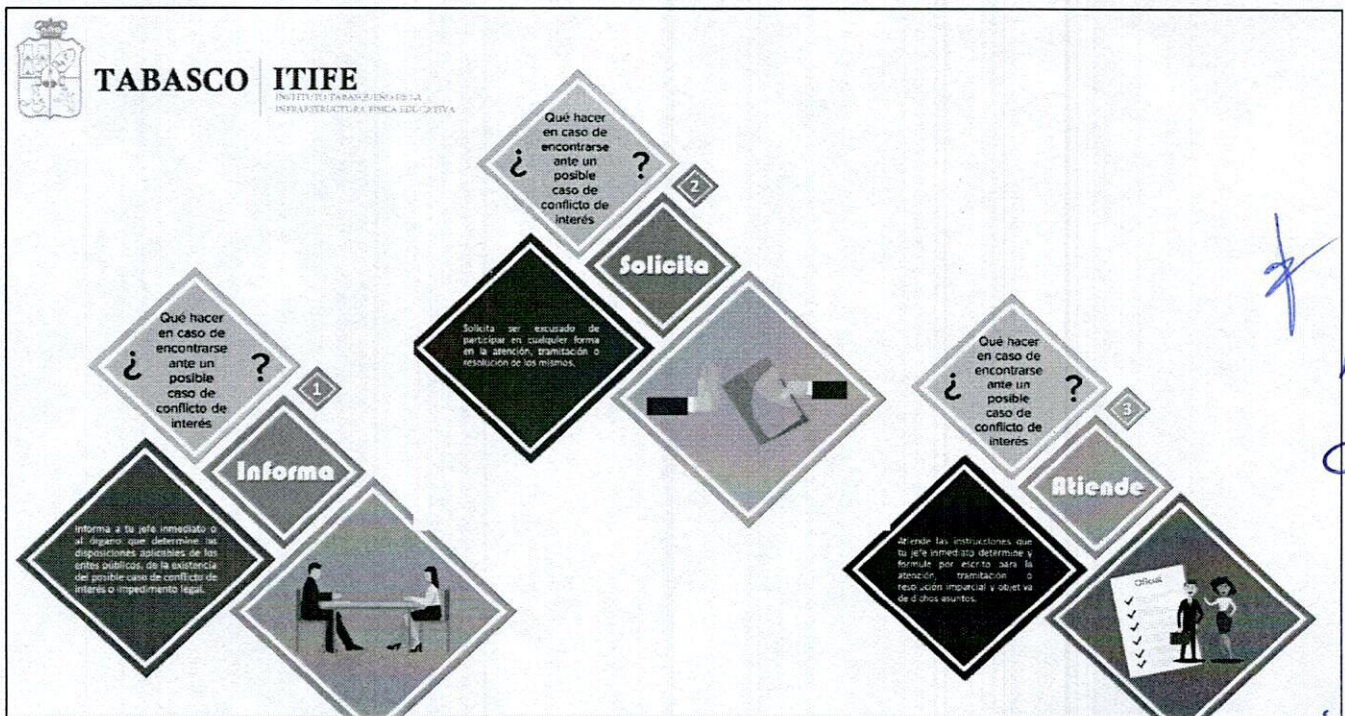 TABASCO
ITIFE
INSTITUTO TABASQUEÑO DE LA
INFRAESTRUCTURA FÍSICA EDUCATIVA
¿
Qué hacer
en caso de
encontrarse
ante un
posible
caso de
conflicto de
interés
?
1
Informa
Informa a tu jefe inmediato o
al órgano que determine las
disposiciones aplicables de los
entes públicos, de la existencia
del posible caso de conflicto de
interés o impedimento legal.
¿
Qué hacer
en caso de
encontrarse
ante un
posible
caso de
conflicto de
interés
?
2
Solicita
Solicita ser excusado de
participar en cualquier forma
en la atención, tramitación o
resolución de los mismos.
¿
Qué hacer
en caso de
encontrarse
ante un
posible
caso de
conflicto de
interés
?
3
Atiende
Atiende las instrucciones que
tu jefe inmediato determine y
formule por escrito para la
atención, tramitación o
resolución imparcial y objetiva
de dichos asuntos.
Oficial